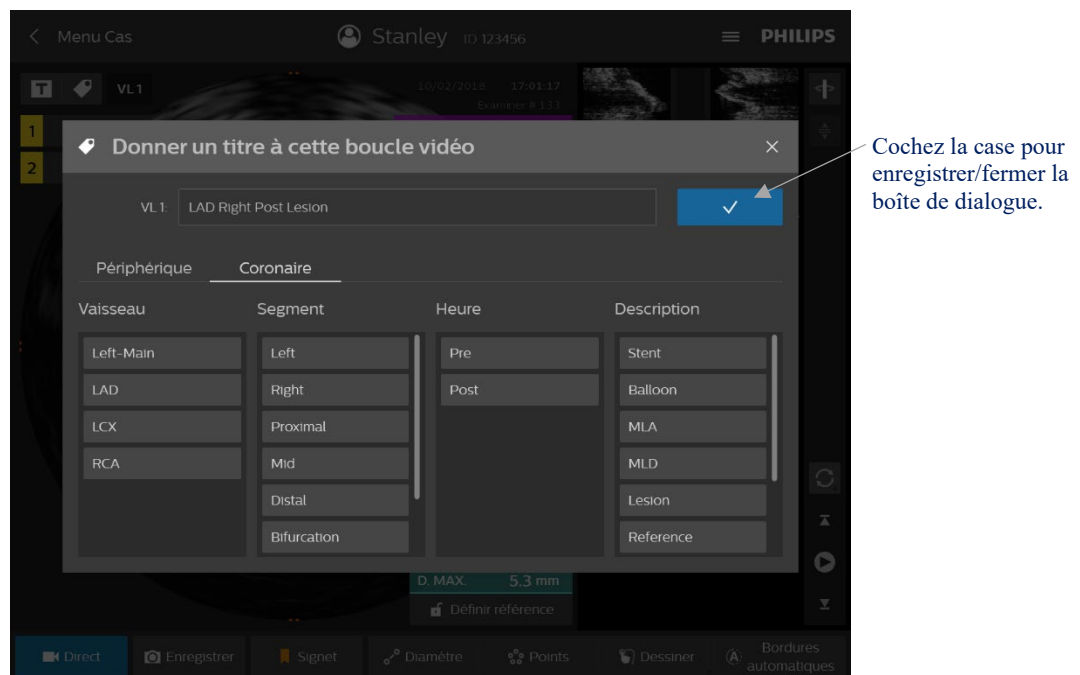 Menu Cas
Stanley ID 123456
PHILIPS
T
VL1
10/02/2018 17:01:17
Examiner # 133
1
2
Donner un titre à cette boucle vidéo
VL 1: LAD Right Post Lesion
Cochez la case pour
enregistrer/fermer la
boîte de dialogue.
Périphérique Coronaire
Vaisseau Segment Heure Description
Left-Main Left Pre Stent
LAD Right Post Balloon
LCX Proximal MLA
RCA Mid MLD
Distal Lesion
Bifurcation Reference
D. MAX. 5.3 mm
Définir référence
Direct Enregistrer Signet Diamètre Points Dessiner A Bordures
automatiques